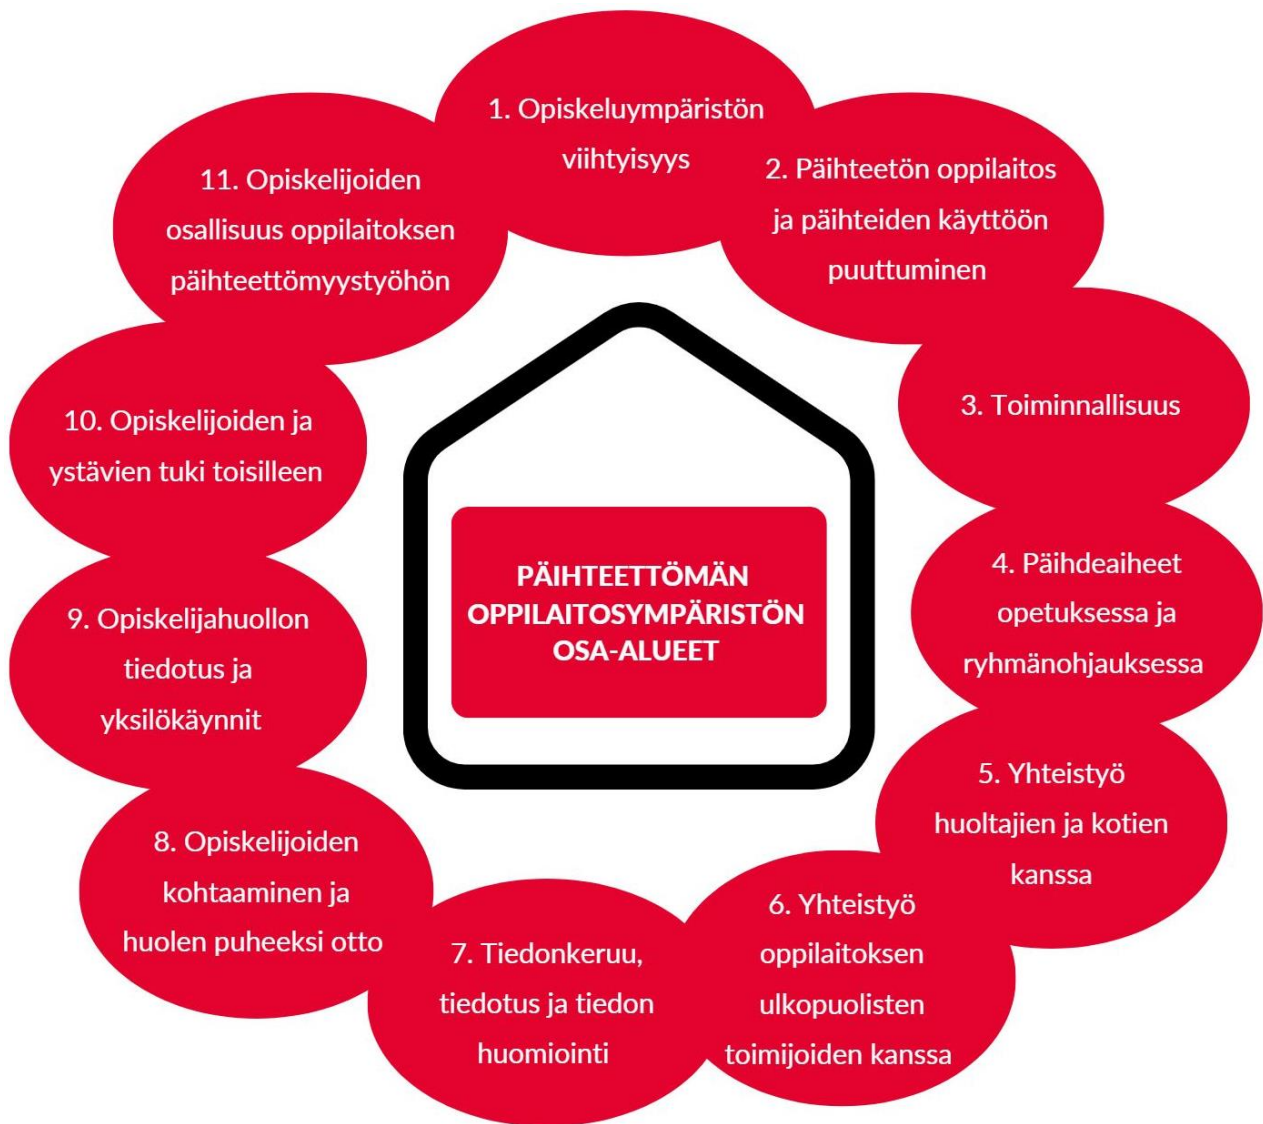 1. Opiskeluympäristön
viihtyisyys
2. Päihteetön oppilaitos
ja päihteiden käyttöön
puuttuminen
3. Toiminnallisuus
4. Päihdeaiheet
opetuksessa ja
ryhmänohjauksessa
5. Yhteistyö
huoltajien ja kotien
kanssa
6. Yhteistyö
oppilaitoksen
ulkopuolisten
toimijoiden kanssa
7. Tiedonkeruu,
tiedotus ja tiedon
huomiointi
8. Opiskelijoiden
kohtaaminen ja
huolen puheeksi otto
9. Opiskelijahuollon
tiedotus ja
yksilökäynnit
10. Opiskelijoiden ja
ystävien tuki toisilleen
11. Opiskelijoiden
osallisuus oppilaitoksen
päihteettömyystyöhön
PÄIHTEETTÖMÄN
OPPILAITOSYMPÄRISTÖN
OSA-ALUEET